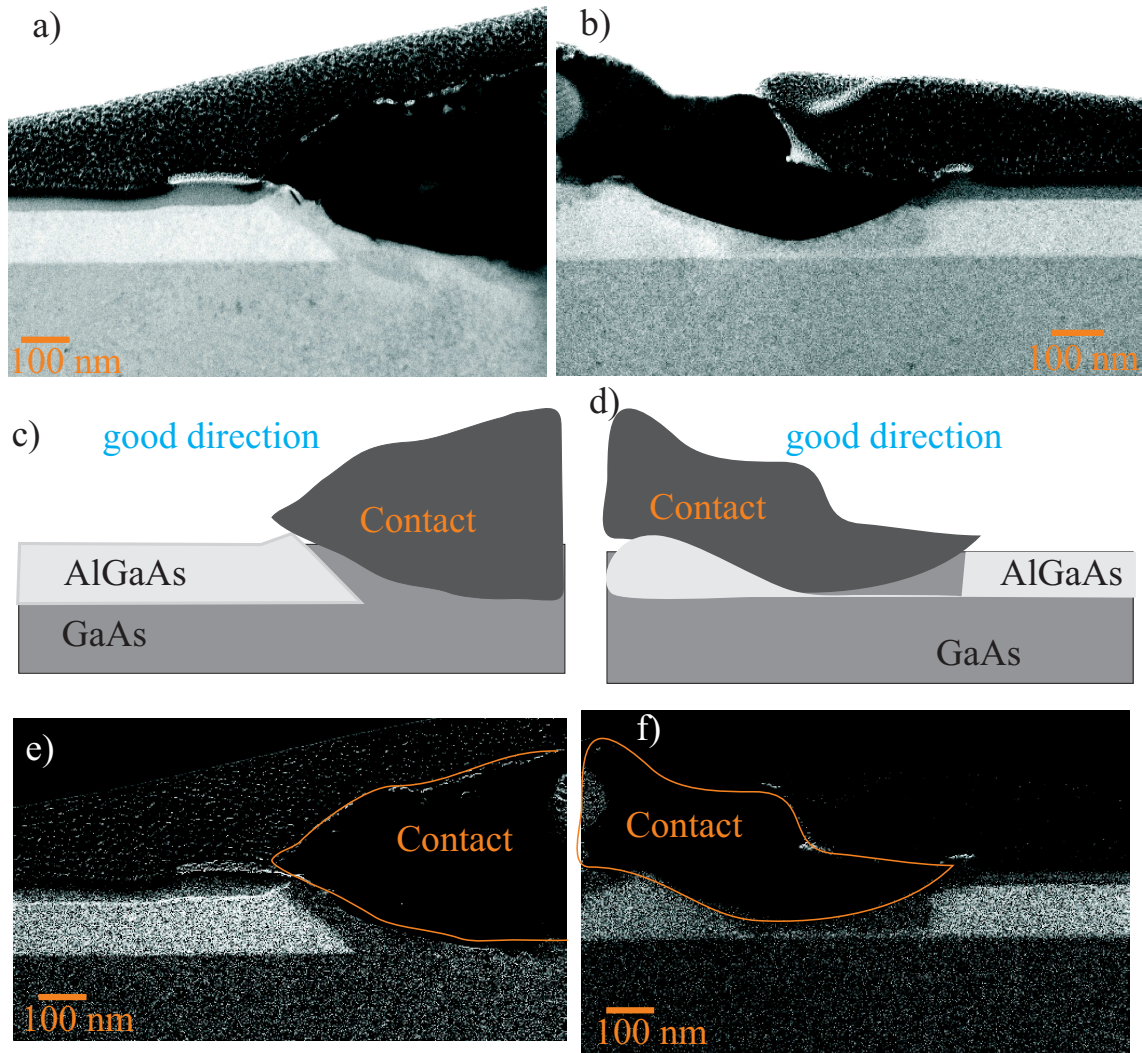 a)
b)
100 nm
100 nm
c)
good direction
Contact
AlGaAs
GaAs
d)
good direction
Contact
AlGaAs
GaAs
e)
Contact
100 nm
f)
Contact
100 nm